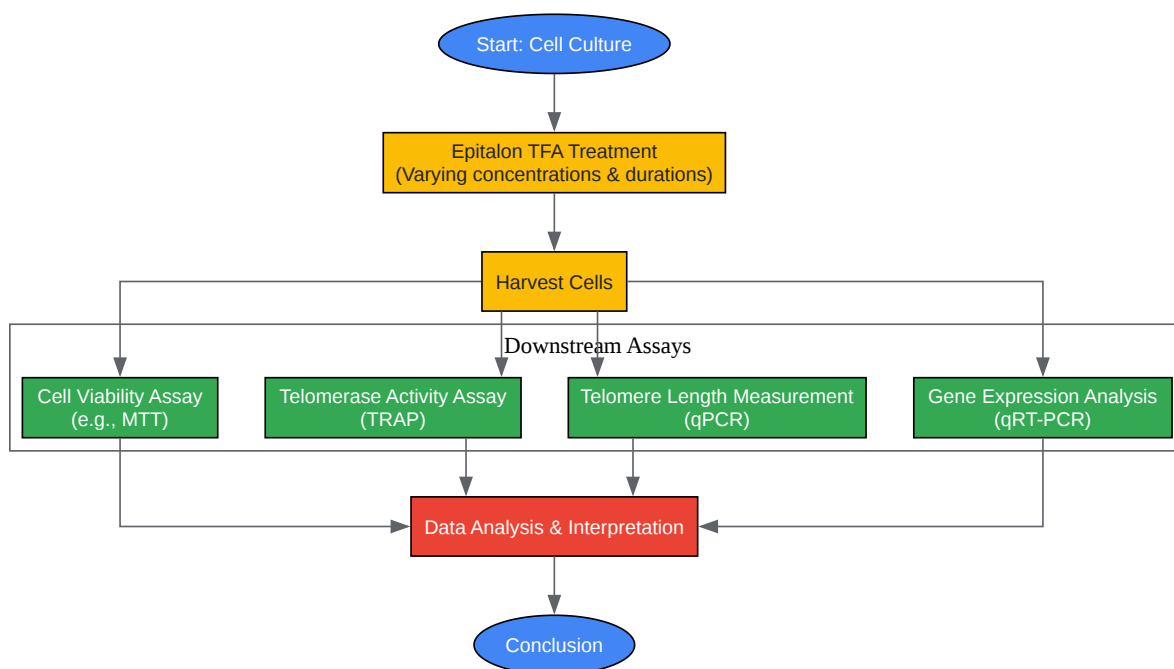 Start: Cell Culture
Epitalon TFA Treatment
(Varying concentrations & durations)
Harvest Cells
Downstream Assays
Cell Viability Assay
(e.g., MTT)
Telomerase Activity Assay
(TRAP)
Telomere Length Measurement
(qPCR)
Gene Expression Analysis
(qRT-PCR)
Data Analysis & Interpretation
Conclusion